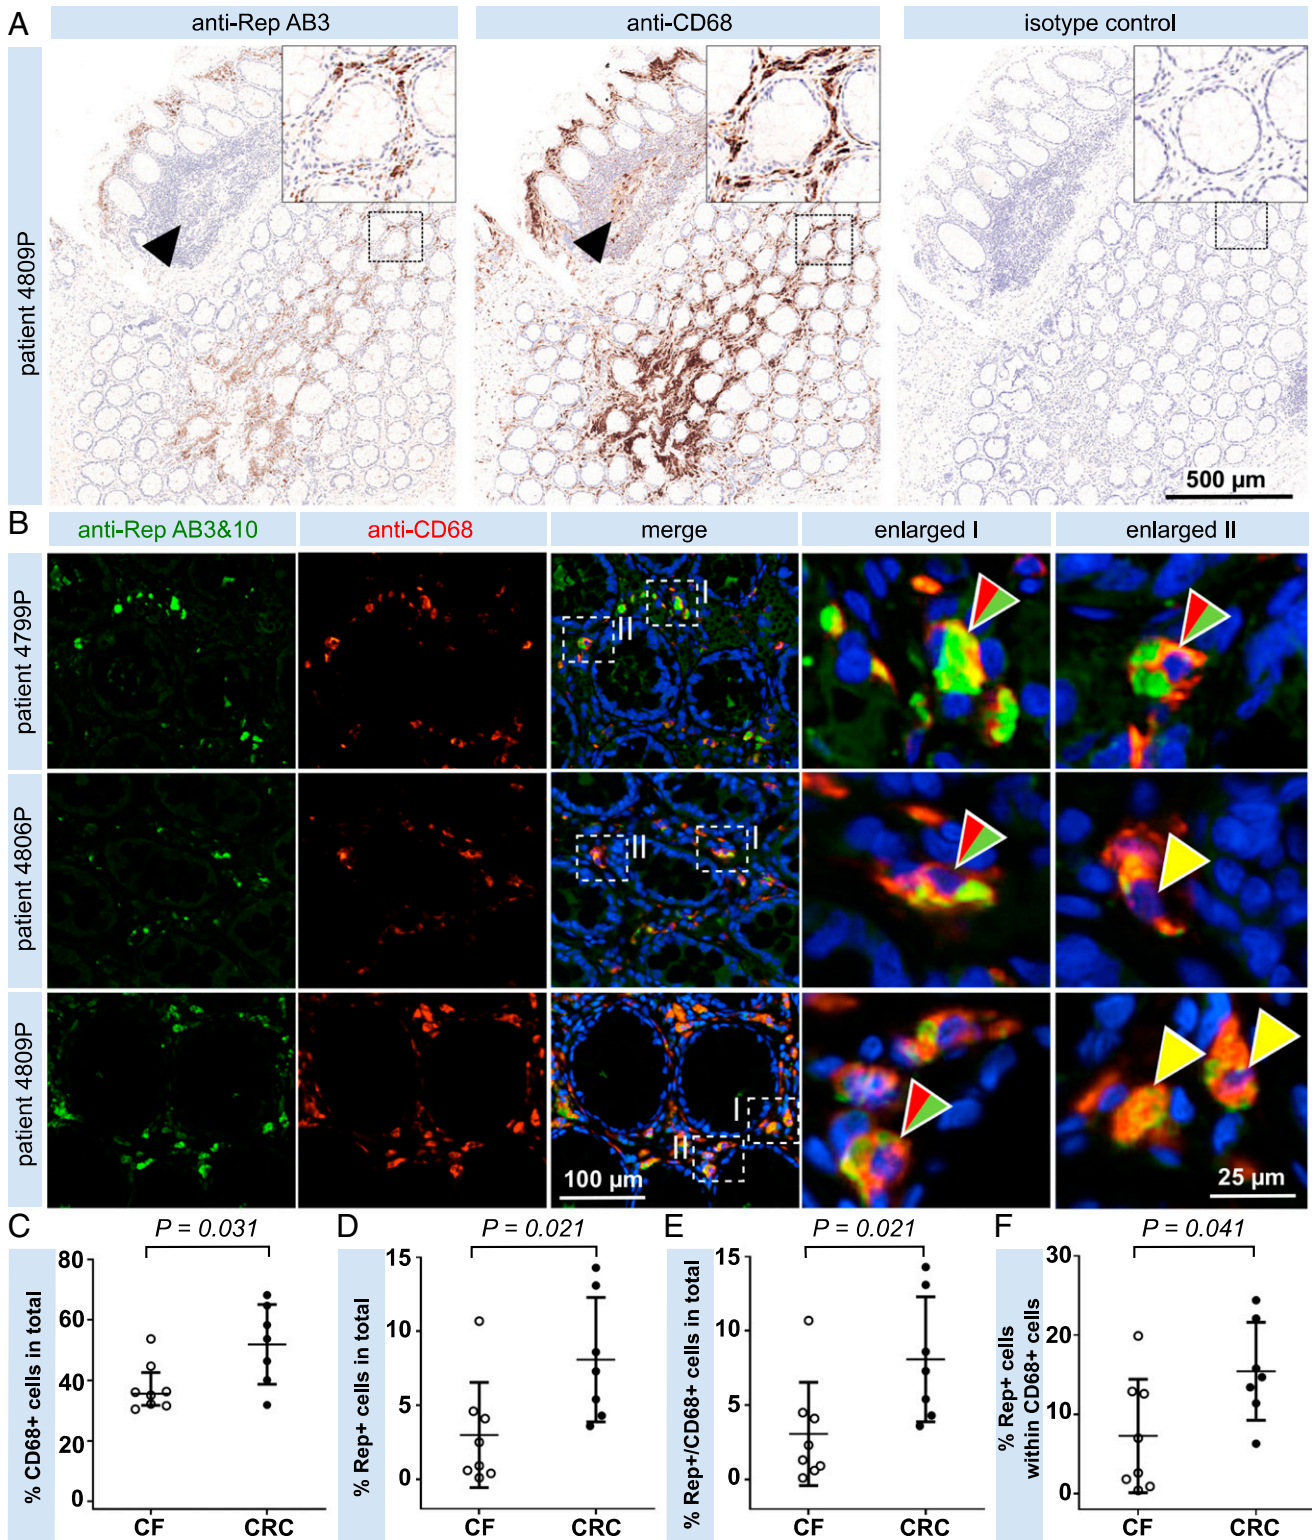 A
anti-Rep AB3
anti-CD68
isotype control
patient 4809P
500 µm
B
anti-Rep AB3&10
anti-CD68
merge
enlarged I
enlarged II
patient 4799P
I
II
patient 4806P
II
I
patient 4809P
I
II
100 µm
25 µm
C
P = 0.031
% CD68+ cells in total
80
60
40
20
0
CF
CRC
D
P = 0.021
% Rep+ cells in total
15
10
5
0
CF
CRC
E
P = 0.021
% Rep+/CD68+ cells in total
15
10
5
0
CF
CRC
F
P = 0.041
% Rep+ cells
within CD68+ cells
30
20
10
0
CF
CRC